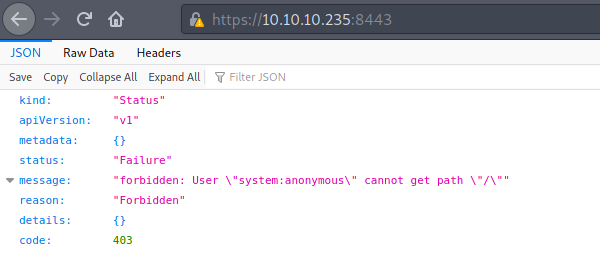 https://10.10.10.235:8443
JSON Raw Data Headers
Save Copy Collapse All Expand All Filter JSON
kind: "Status"
apiVersion: "v1"
metadata: {}
status: "Failure"
message: "forbidden: User \"system:anonymous\" cannot get path \"/\""
reason: "Forbidden"
details: {}
code: 403